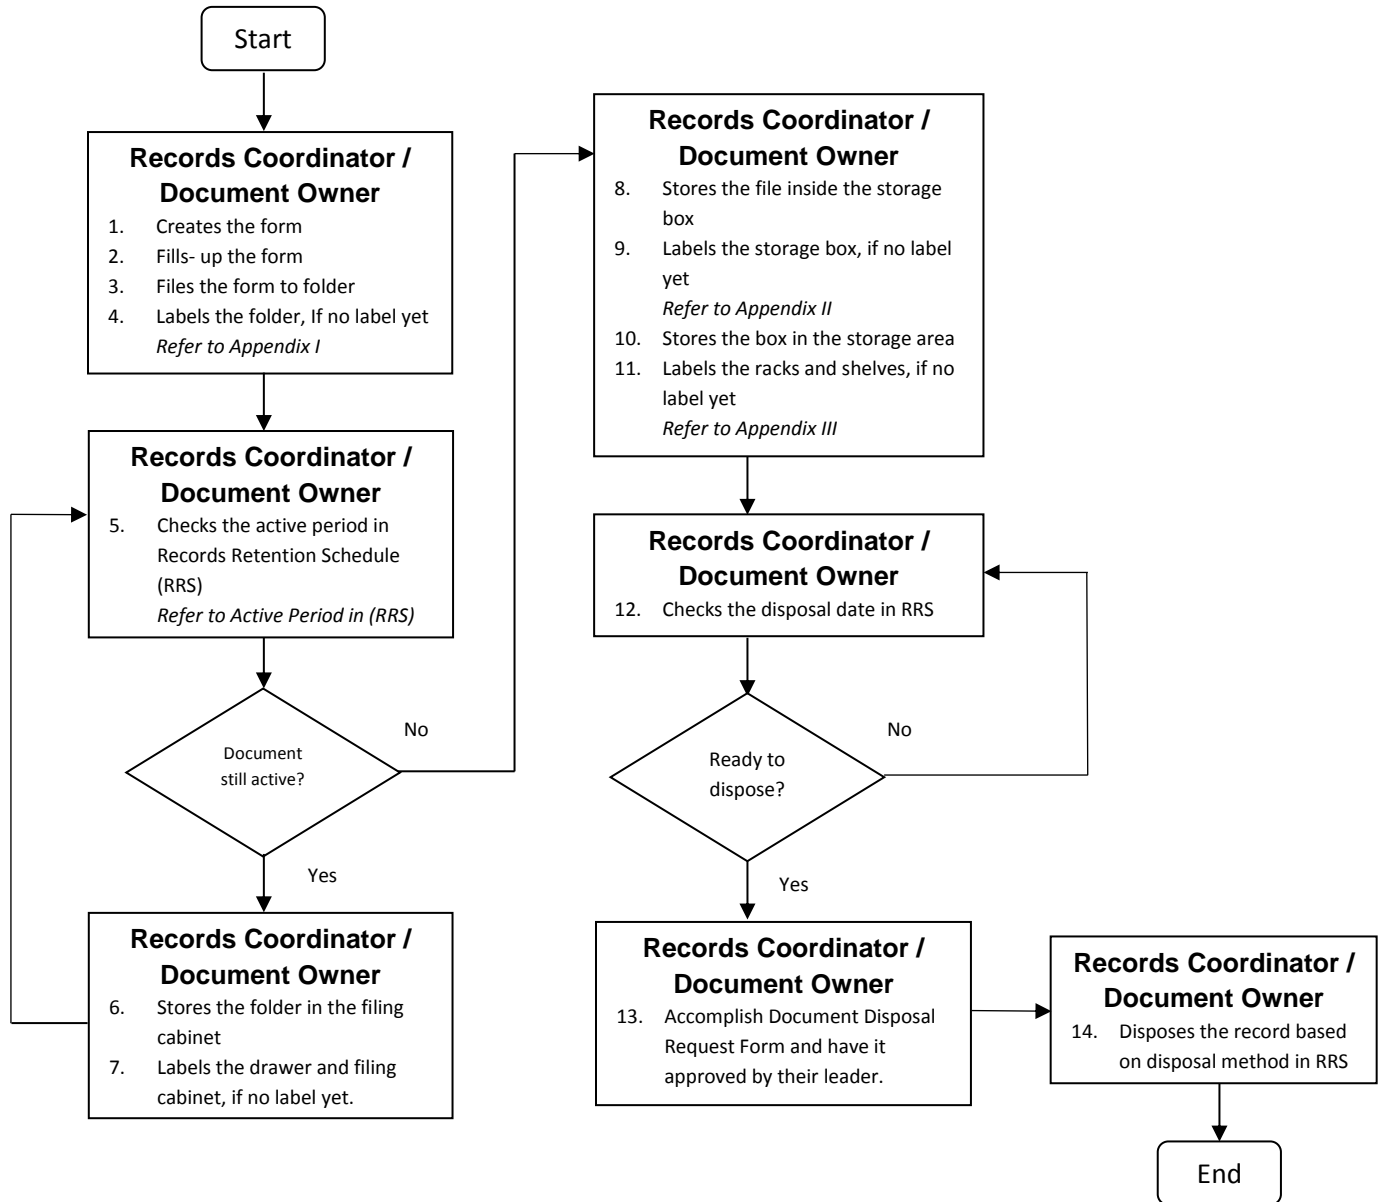 Start
Records Coordinator /
Document Owner
1. Creates the form
2. Fills- up the form
3. Files the form to folder
4. Labels the folder, If no label yet
Refer to Appendix I
Records Coordinator /
Document Owner
5. Checks the active period in
Records Retention Schedule
(RRS)
Refer to Active Period in (RRS)
Document
still active?
No
Yes
Records Coordinator /
Document Owner
6. Stores the folder in the filing
cabinet
7. Labels the drawer and filing
cabinet, if no label yet.
Records Coordinator /
Document Owner
8. Stores the file inside the storage
box
9. Labels the storage box, if no label
yet
Refer to Appendix II
10. Stores the box in the storage area
11. Labels the racks and shelves, if no
label yet
Refer to Appendix III
Records Coordinator /
Document Owner
12. Checks the disposal date in RRS
Ready to
dispose?
No
Yes
Records Coordinator /
Document Owner
13. Accomplish Document Disposal
Request Form and have it
approved by their leader.
Records Coordinator /
Document Owner
14. Disposes the record based
on disposal method in RRS
End